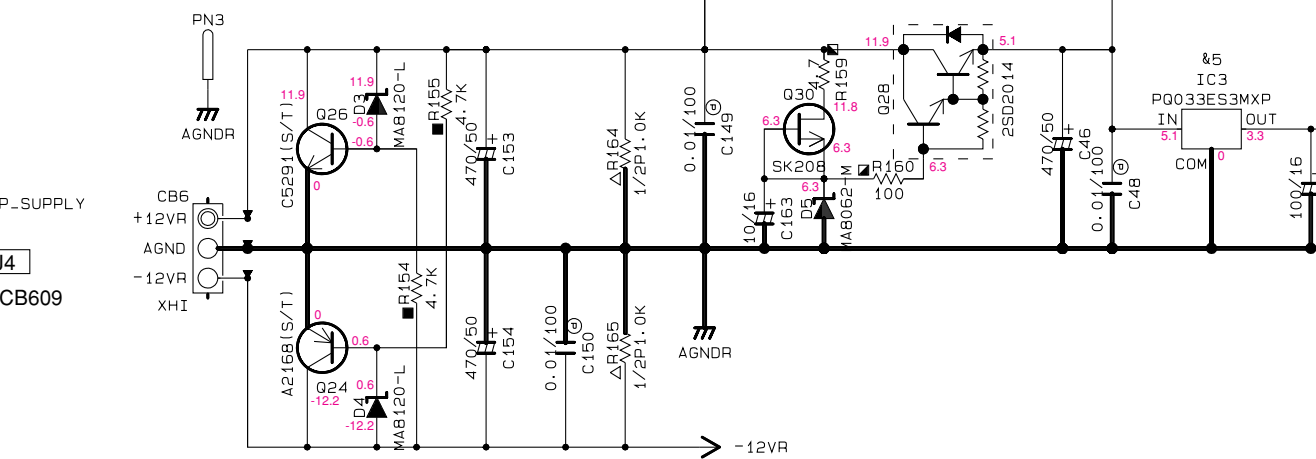 PN3
AGNDR
P_SUPPLY
CB6
+12VR
AGND
-12VR
XHI
J4
CB609
11.9
Q26
C5291(S/T)
-0.6
0
11.9
D3
-0.6
MA8120-L
R155
4.7K
470/50
+
C153
R164
1/2P1.0K
0.01/100
P
C149
AGNDR
R154
4.7K
A2168(S/T)
0
0.6
Q24
-12.2
0.6
D4
-12.2
MA8120-L
470/50
+
C154
0.01/100
P
C150
R165
1/2P1.0K
-12VR
4.7
R159
Q30
11.8
6.3
6.3
SK208
6.3
D5
MA8062-M
10/16
+
C163
R160
100
11.9
5.1
Q28
2SD2014
6.3
470/50
+
C46
0.01/100
P
C48
&5
IC3
PQ033ES3MXP
IN
OUT
5.1
3.3
COM
0
100/16